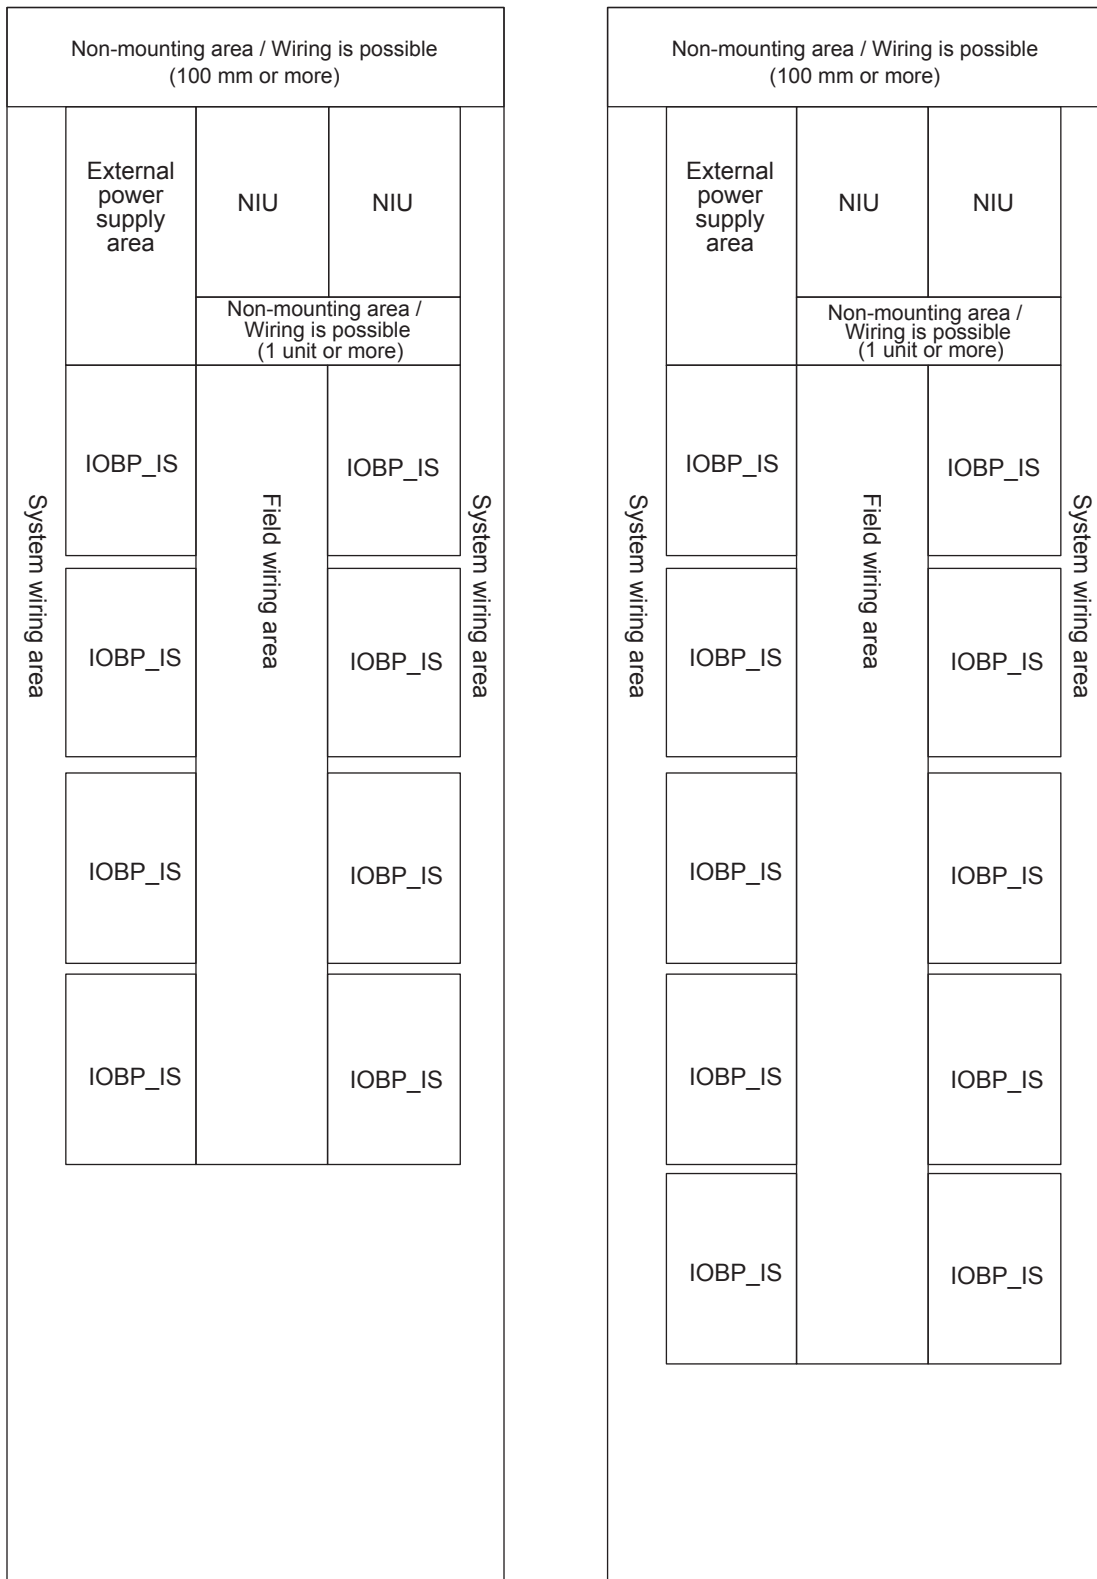 Non-mounting area / Wiring is possible
(100 mm or more)
External
power
supply
area
NIU
NIU
Non-mounting area /
Wiring is possible
(1 unit or more)
System wiring area
IOBP_IS
IOBP_IS
IOBP_IS
IOBP_IS
Field wiring area
IOBP_IS
IOBP_IS
IOBP_IS
IOBP_IS
System wiring area
Non-mounting area / Wiring is possible
(100 mm or more)
External
power
supply
area
NIU
NIU
Non-mounting area /
Wiring is possible
(1 unit or more)
System wiring area
IOBP_IS
IOBP_IS
IOBP_IS
IOBP_IS
IOBP_IS
Field wiring area
IOBP_IS
IOBP_IS
IOBP_IS
IOBP_IS
IOBP_IS
System wiring area